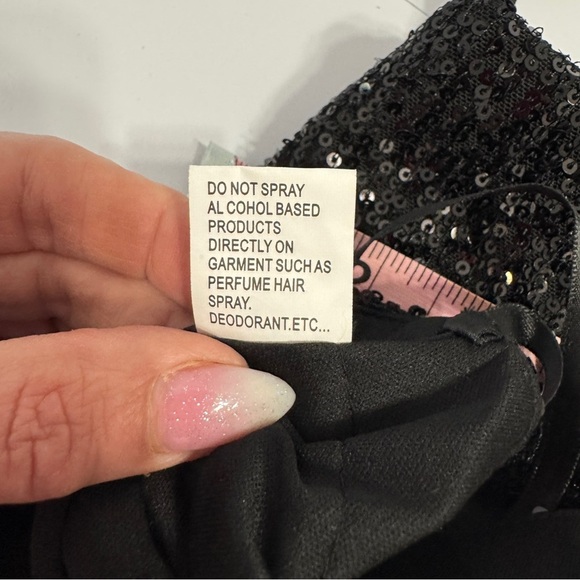 DO NOT SPRAY
AL COHOL BASED
PRODUCTS
DIRECTLY ON
GARMENT SUCH AS
PERFUME HAIR
SPRAY.
DEODORANT.ETC...